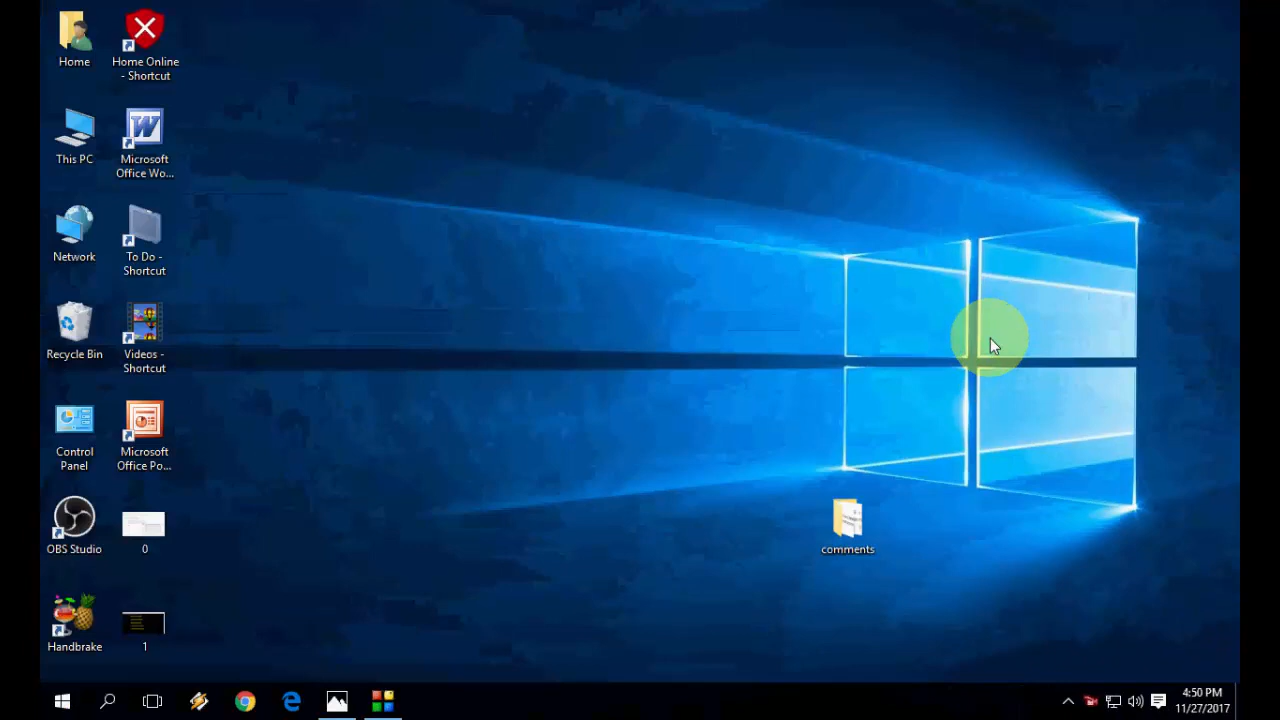 Home
Home Online
- Shortcut
This PC
Microsoft
Office Wo...
Network
To Do -
Shortcut
Recycle Bin
Videos -
Shortcut
Control
Panel
Microsoft
Office Po...
OBS Studio
0
comments
Handbrake
1
4:50 PM
11/27/2017